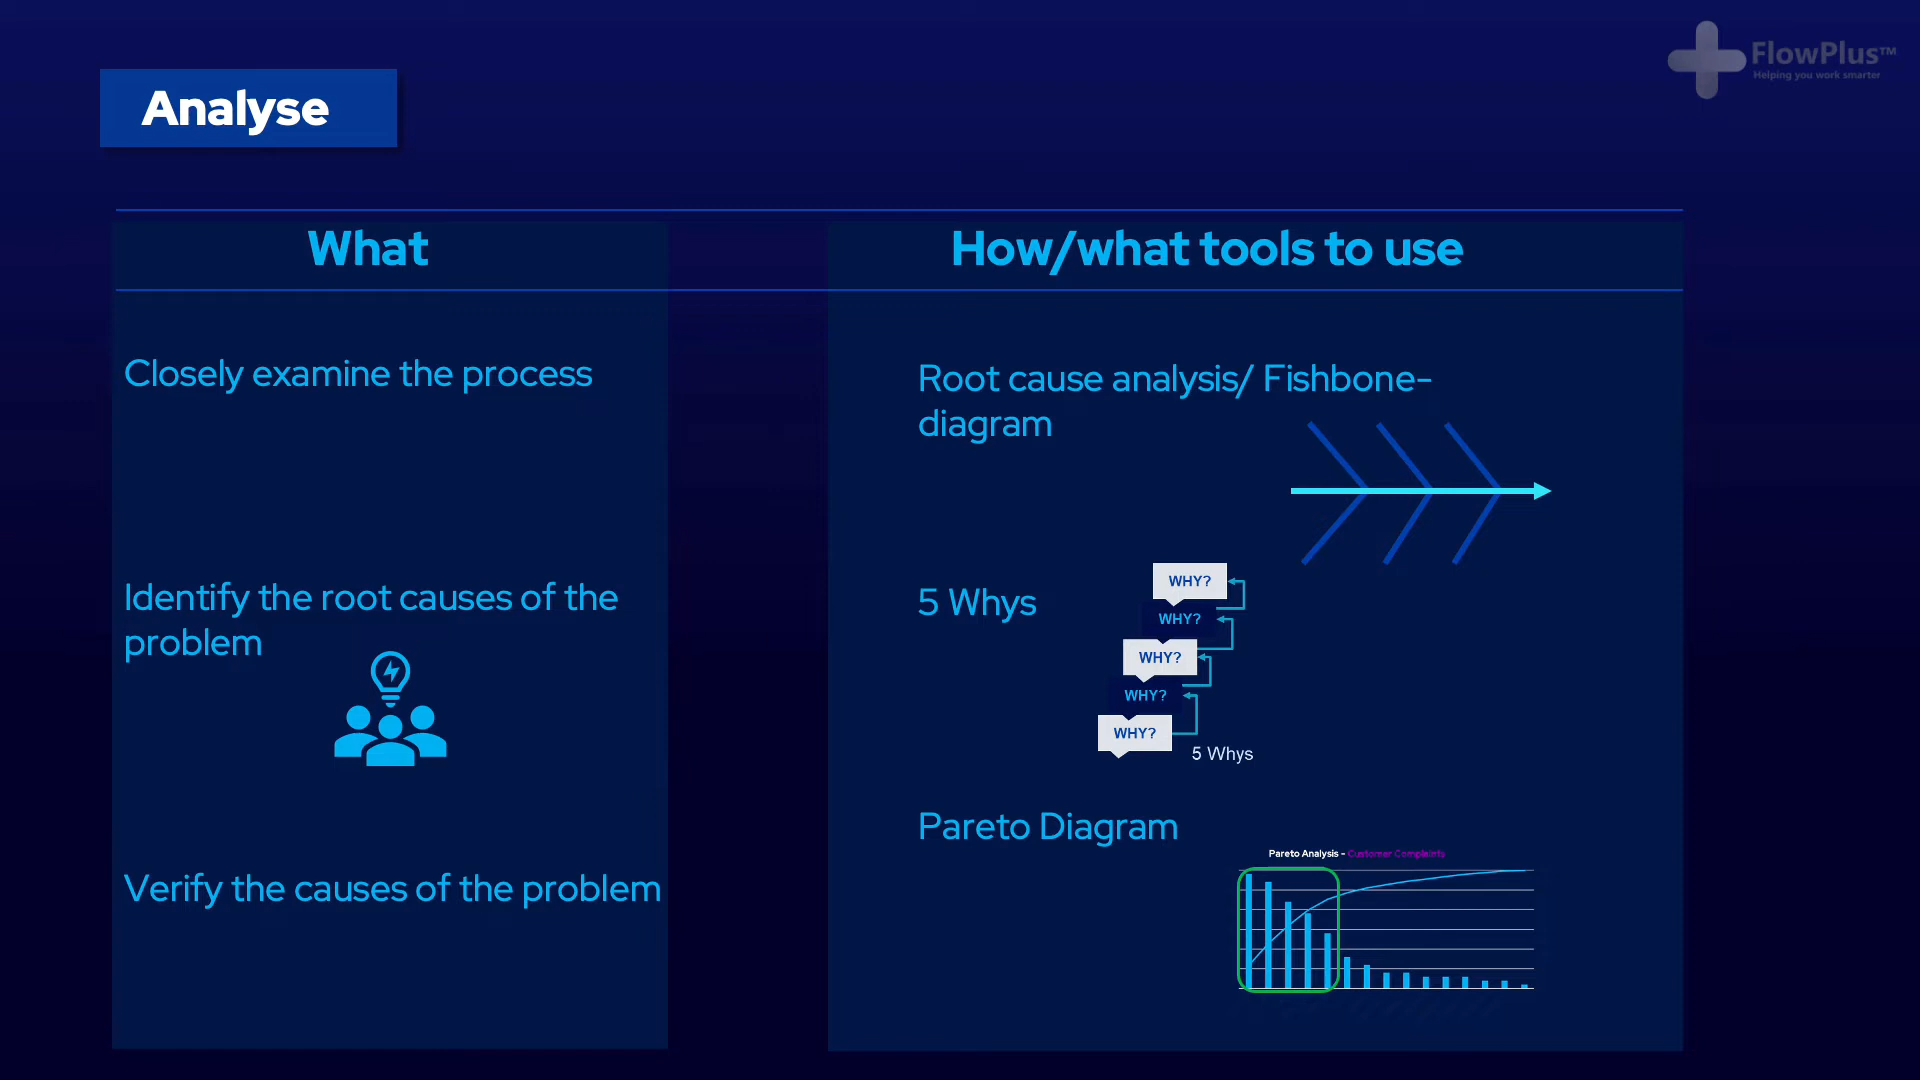 FlowPlus™
Helping you work smarter
Analyse
What
How/what tools to use
Closely examine the process
Root cause analysis/ Fishbone-
diagram
Identify the root causes of the
problem
5 Whys
WHY?
WHY?
WHY?
WHY?
WHY?
5 Whys
Verify the causes of the problem
Pareto Diagram
Pareto Analysis - Customer Complaints